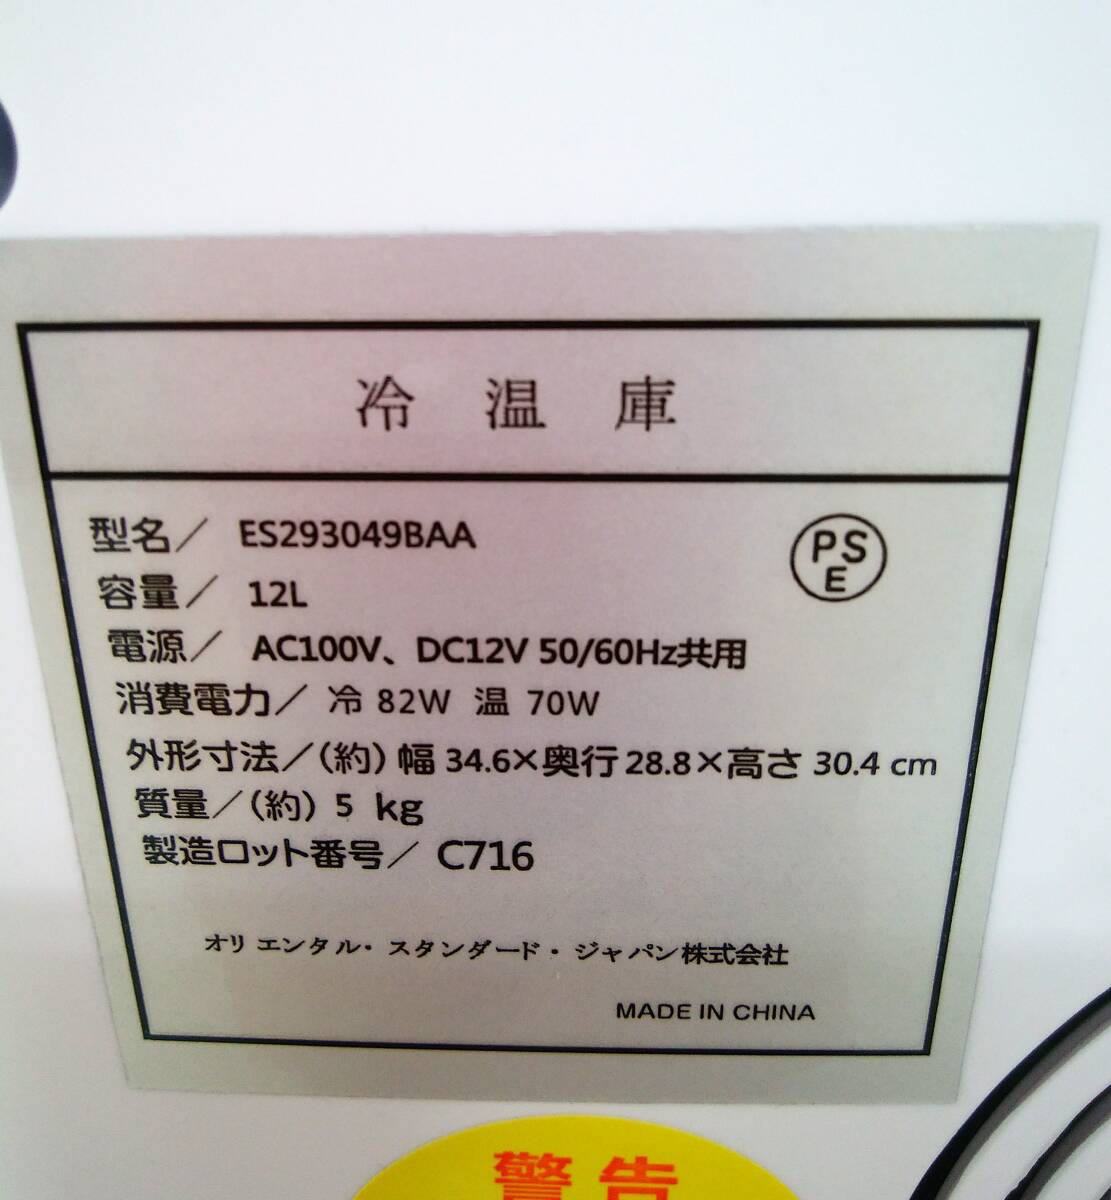 冷温庫
型名／ ES293049BAA
PSE
容量／ 12L
電源／ AC100V、DC12V 50/60Hz共用
消費電力／ 冷 82W 温 70W
外形寸法／(約) 幅 34.6×奥行 28.8×高さ 30.4 cm
質量／(約) 5 kg
製造ロット番号／ C716
オリエンタル・スタンダード・ジャパン株式会社
MADE IN CHINA
警告